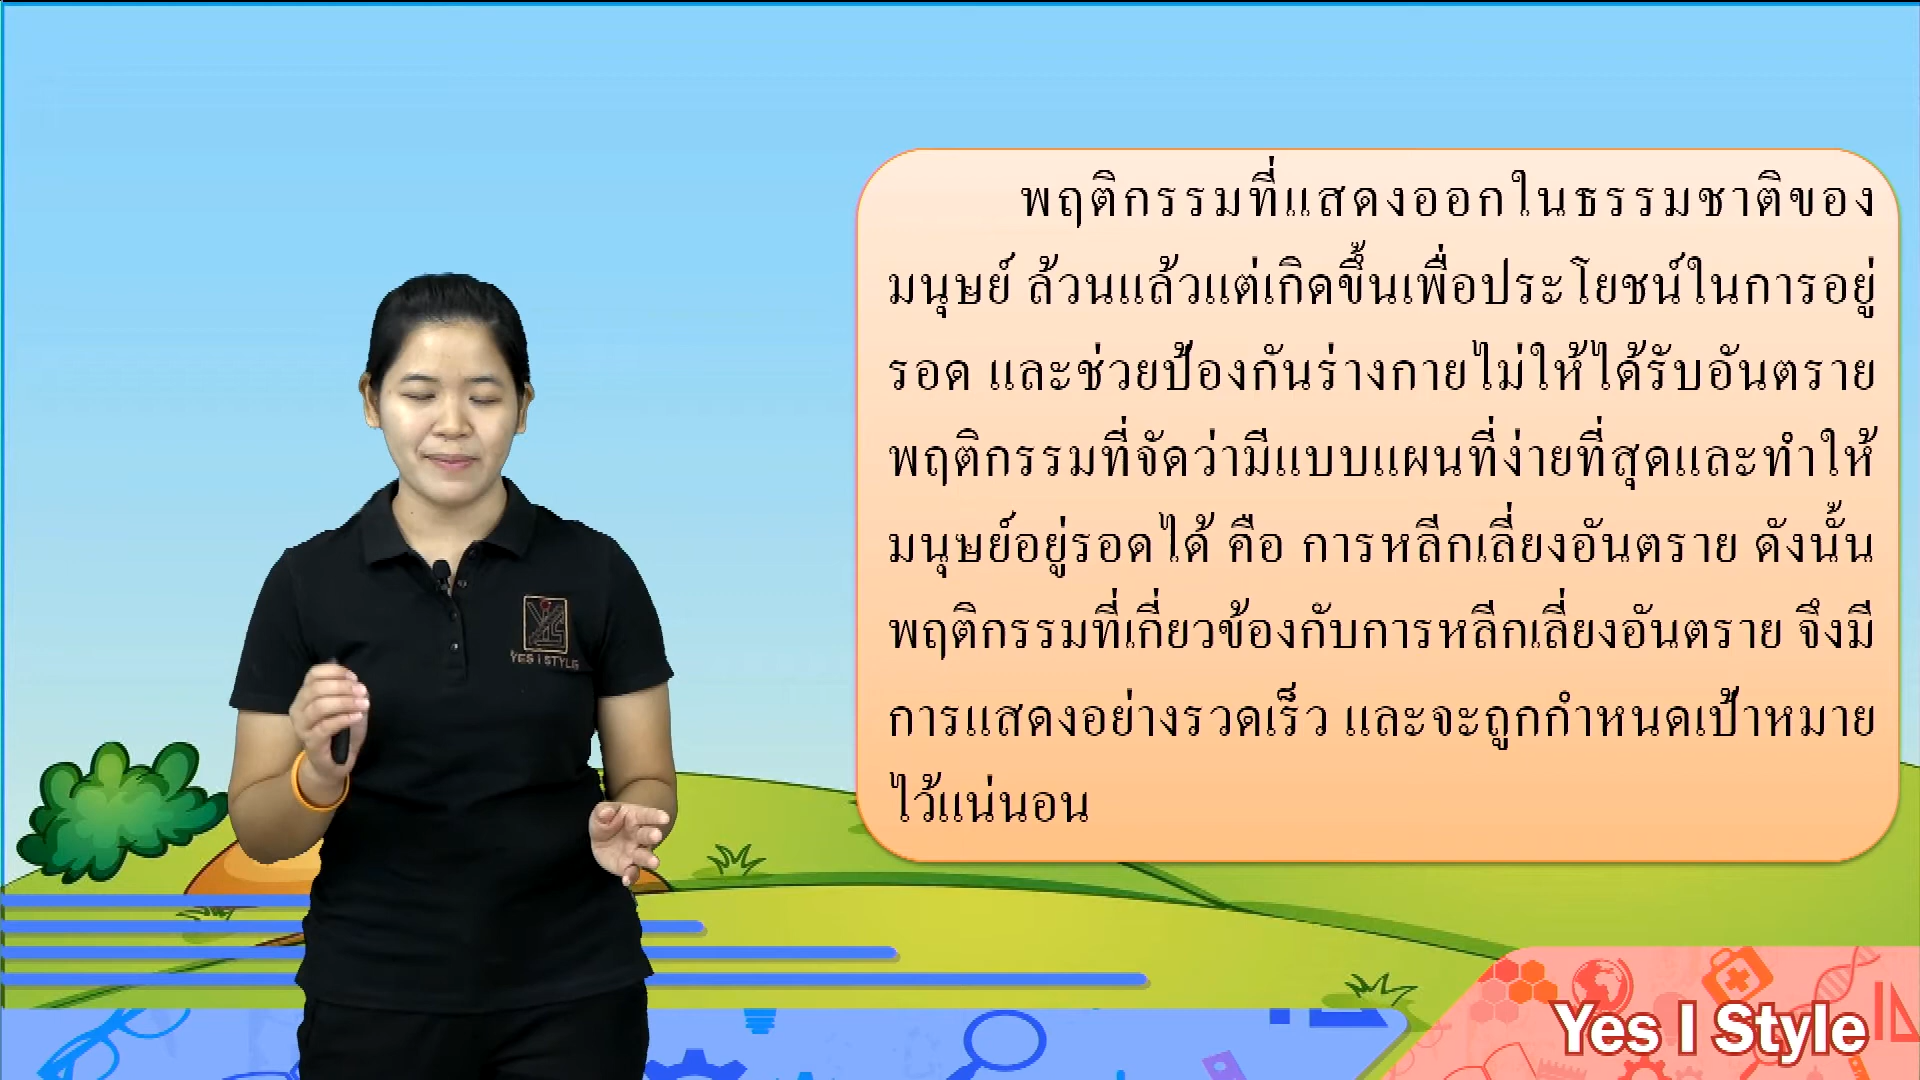 พฤติกรรมที่แสดงออกในธรรมชาติของ
มนุษย์ ล้วนแล้วแต่เกิดขึ้นเพื่อประโยชน์ในการอยู่
รอด และช่วยป้องกันร่างกายไม่ให้ได้รับอันตราย
พฤติกรรมที่จัดว่ามีแบบแผนที่ง่ายที่สุดและทำให้
มนุษย์อยู่รอดได้ คือ การหลีกเลี่ยงอันตราย ดังนั้น
พฤติกรรมที่เกี่ยวข้องกับการหลีกเลี่ยงอันตราย จึงมี
การแสดงอย่างรวดเร็ว และจะถูกกำหนดเป้าหมาย
ไว้แน่นอน
YES I STYLE
Yes I Style